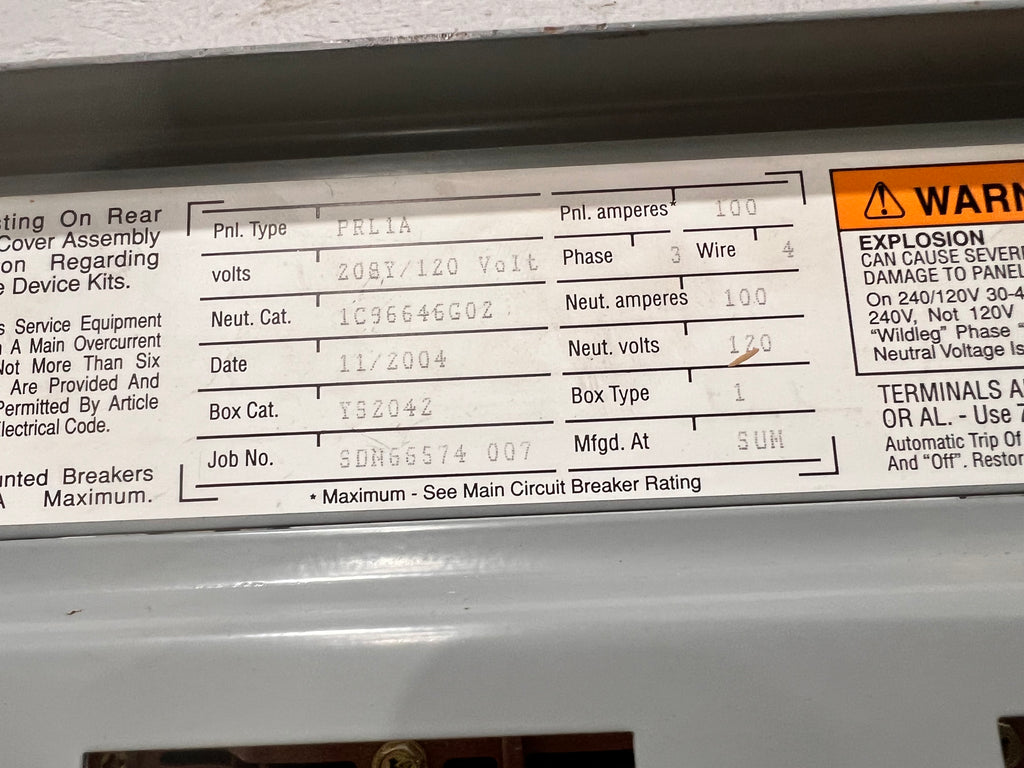 sting On Rear
Cover Assembly
on Regarding
e Device Kits.
s Service Equipment
A Main Overcurrent
Not More Than Six
Are Provided And
Permitted By Article
lectrical Code.
unted Breakers
A Maximum.
Pnl. Type PRL1A
volts 208Y/120 Volt
Neut. Cat. 1C96646G02
Date 11/2004
Box Cat. YS2042
Job No. SDN66574 007
Pnl. amperes* 100
Phase 3 Wire 4
Neut. amperes 100
Neut. volts 120
Box Type 1
Mfgd. At SUM
* Maximum - See Main Circuit Breaker Rating
WARN
EXPLOSION
CAN CAUSE SEVERE
DAMAGE TO PANEL
On 240/120V 30-4
240V, Not 120V
"Wildleg" Phase "
Neutral Voltage Is
TERMINALS A
OR AL. - Use 7
Automatic Trip Of
And "Off". Restor